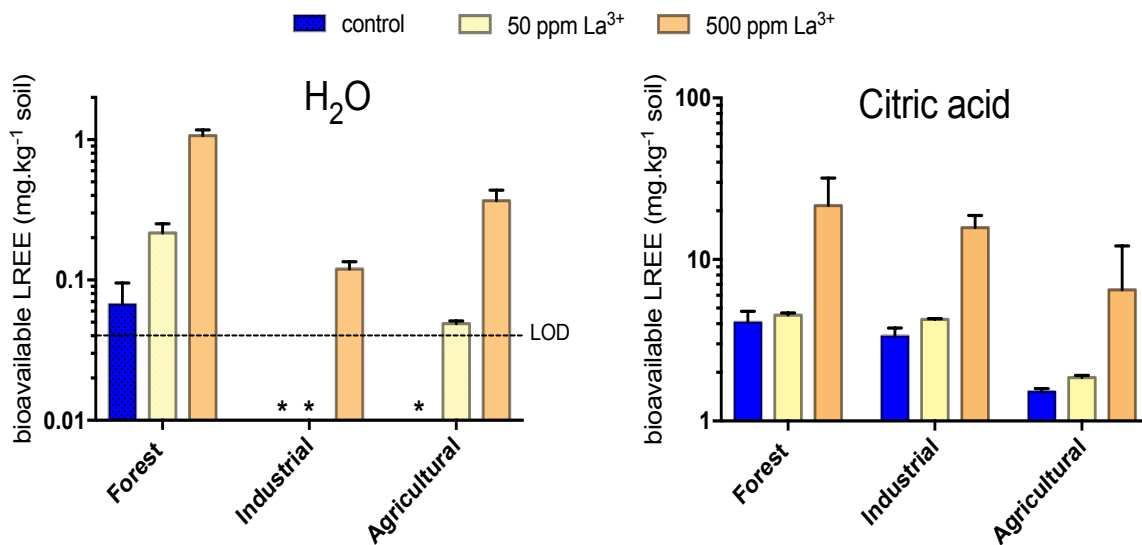 control 50 ppm La³⁺ 500 ppm La³⁺
H₂O
bioavailable LREE (mg.kg⁻¹ soil)
1
0.1
0.01
LOD
* * *
Forest
Industrial
Agricultural
Citric acid
bioavailable LREE (mg.kg⁻¹ soil)
100
10
1
Forest
Industrial
Agricultural